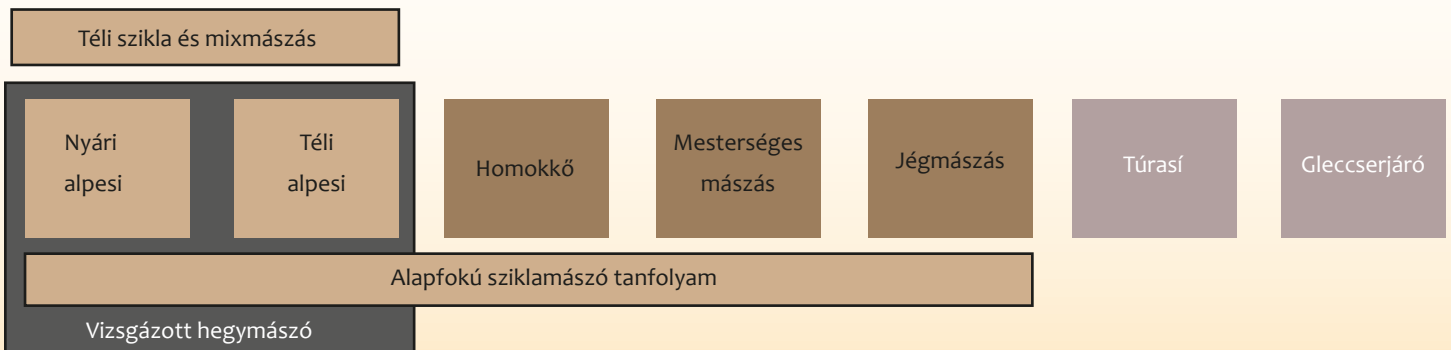 Téli szikla és mixmászás
Nyári
alpesi
Téli
alpesi
Homokkő
Mesterséges
mászás
Jégmászás
Túrasí
Gleccserjáró
Alapfokú sziklamászó tanfolyam
Vizsgázott hegymászó